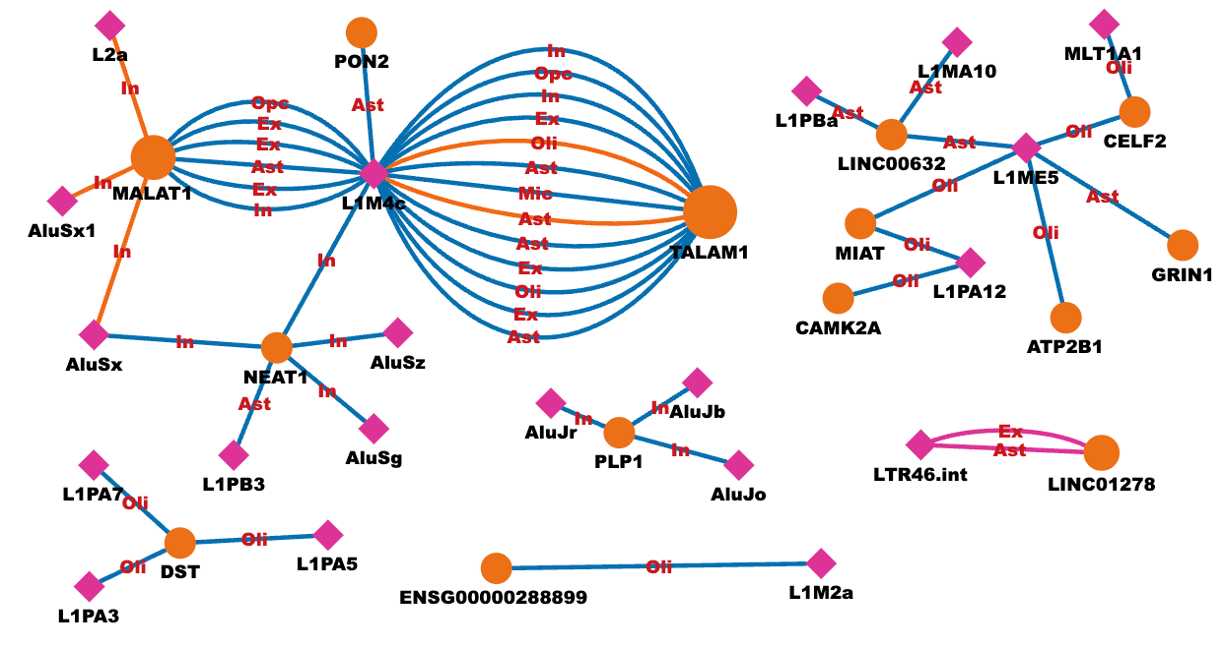 L2a
In
MALAT1
In
AluSx1
In
AluSx
Opc
Ex
Ex
Ast
Ex
In
PON2
Ast
L1M4c
In
Opc
In
Ex
Oli
Ast
Mic
Ast
Ast
Ex
Oli
Ex
Ast
TALAM1
In
In
NEAT1
In
AluSz
In
AluSg
Ast
L1PB3
L1MA10
Ast
L1PBa
Ast
LINC00632
Ast
MLT1A1
Oli
CELF2
Oli
L1ME5
Oli
Ast
GRIN1
Oli
ATP2B1
MIAT
Oli
L1PA12
Oli
CAMK2A
AluJr
In
In
AluJb
PLP1
In
AluJo
Ex
Ast
LTR46.int
LINC01278
L1PA7
Oli
Oli
L1PA5
Oli
DST
L1PA3
ENSG00000288899
Oli
L1M2a